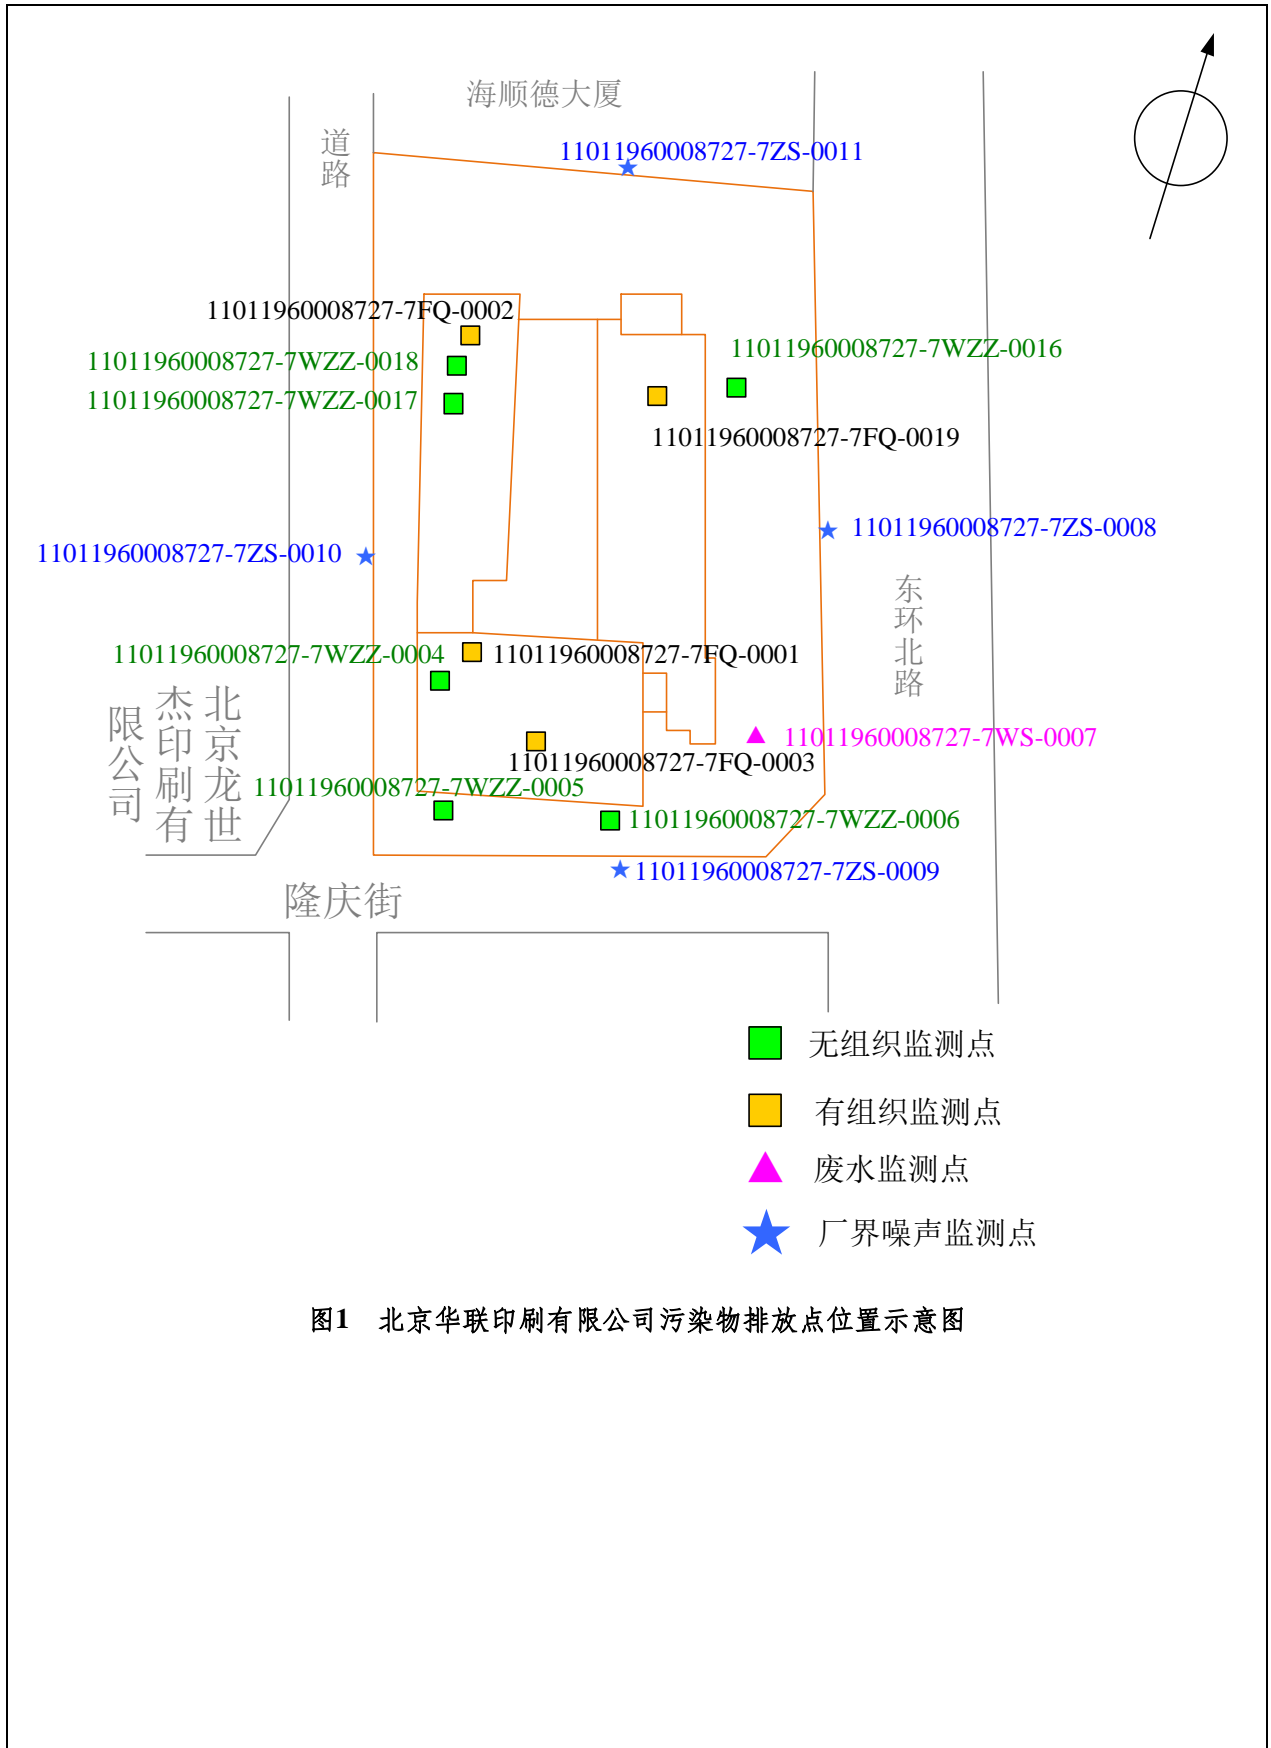 海顺德大厦
道路
11011960008727-7ZS-0011
11011960008727-7FQ-0002
11011960008727-7WZZ-0018
11011960008727-7WZZ-0016
11011960008727-7WZZ-0017
11011960008727-7FQ-0019
11011960008727-7ZS-0008
11011960008727-7ZS-0010
东环北路
11011960008727-7WZZ-0004
11011960008727-7FQ-0001
北京龙世
杰印刷有
限公司
11011960008727-7WS-0007
11011960008727-7FQ-0003
11011960008727-7WZZ-0005
11011960008727-7WZZ-0006
11011960008727-7ZS-0009
隆庆街
无组织监测点
有组织监测点
废水监测点
厂界噪声监测点
图1 北京华联印刷有限公司污染物排放点位置示意图